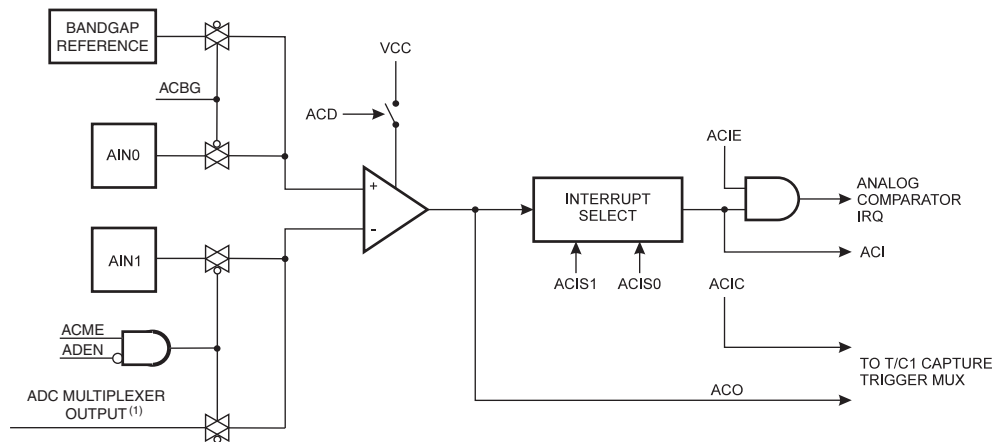 BANDGAP
REFERENCE
ACBG
AIN0
VCC
ACD
+
-
INTERRUPT
SELECT
ACIS1
ACIS0
ACIE
ANALOG
COMPARATOR
IRQ
ACI
AIN1
ACME
ADEN
ACIC
TO T/C1 CAPTURE
TRIGGER MUX
ACO
ADC MULTIPLEXER
OUTPUT (1)